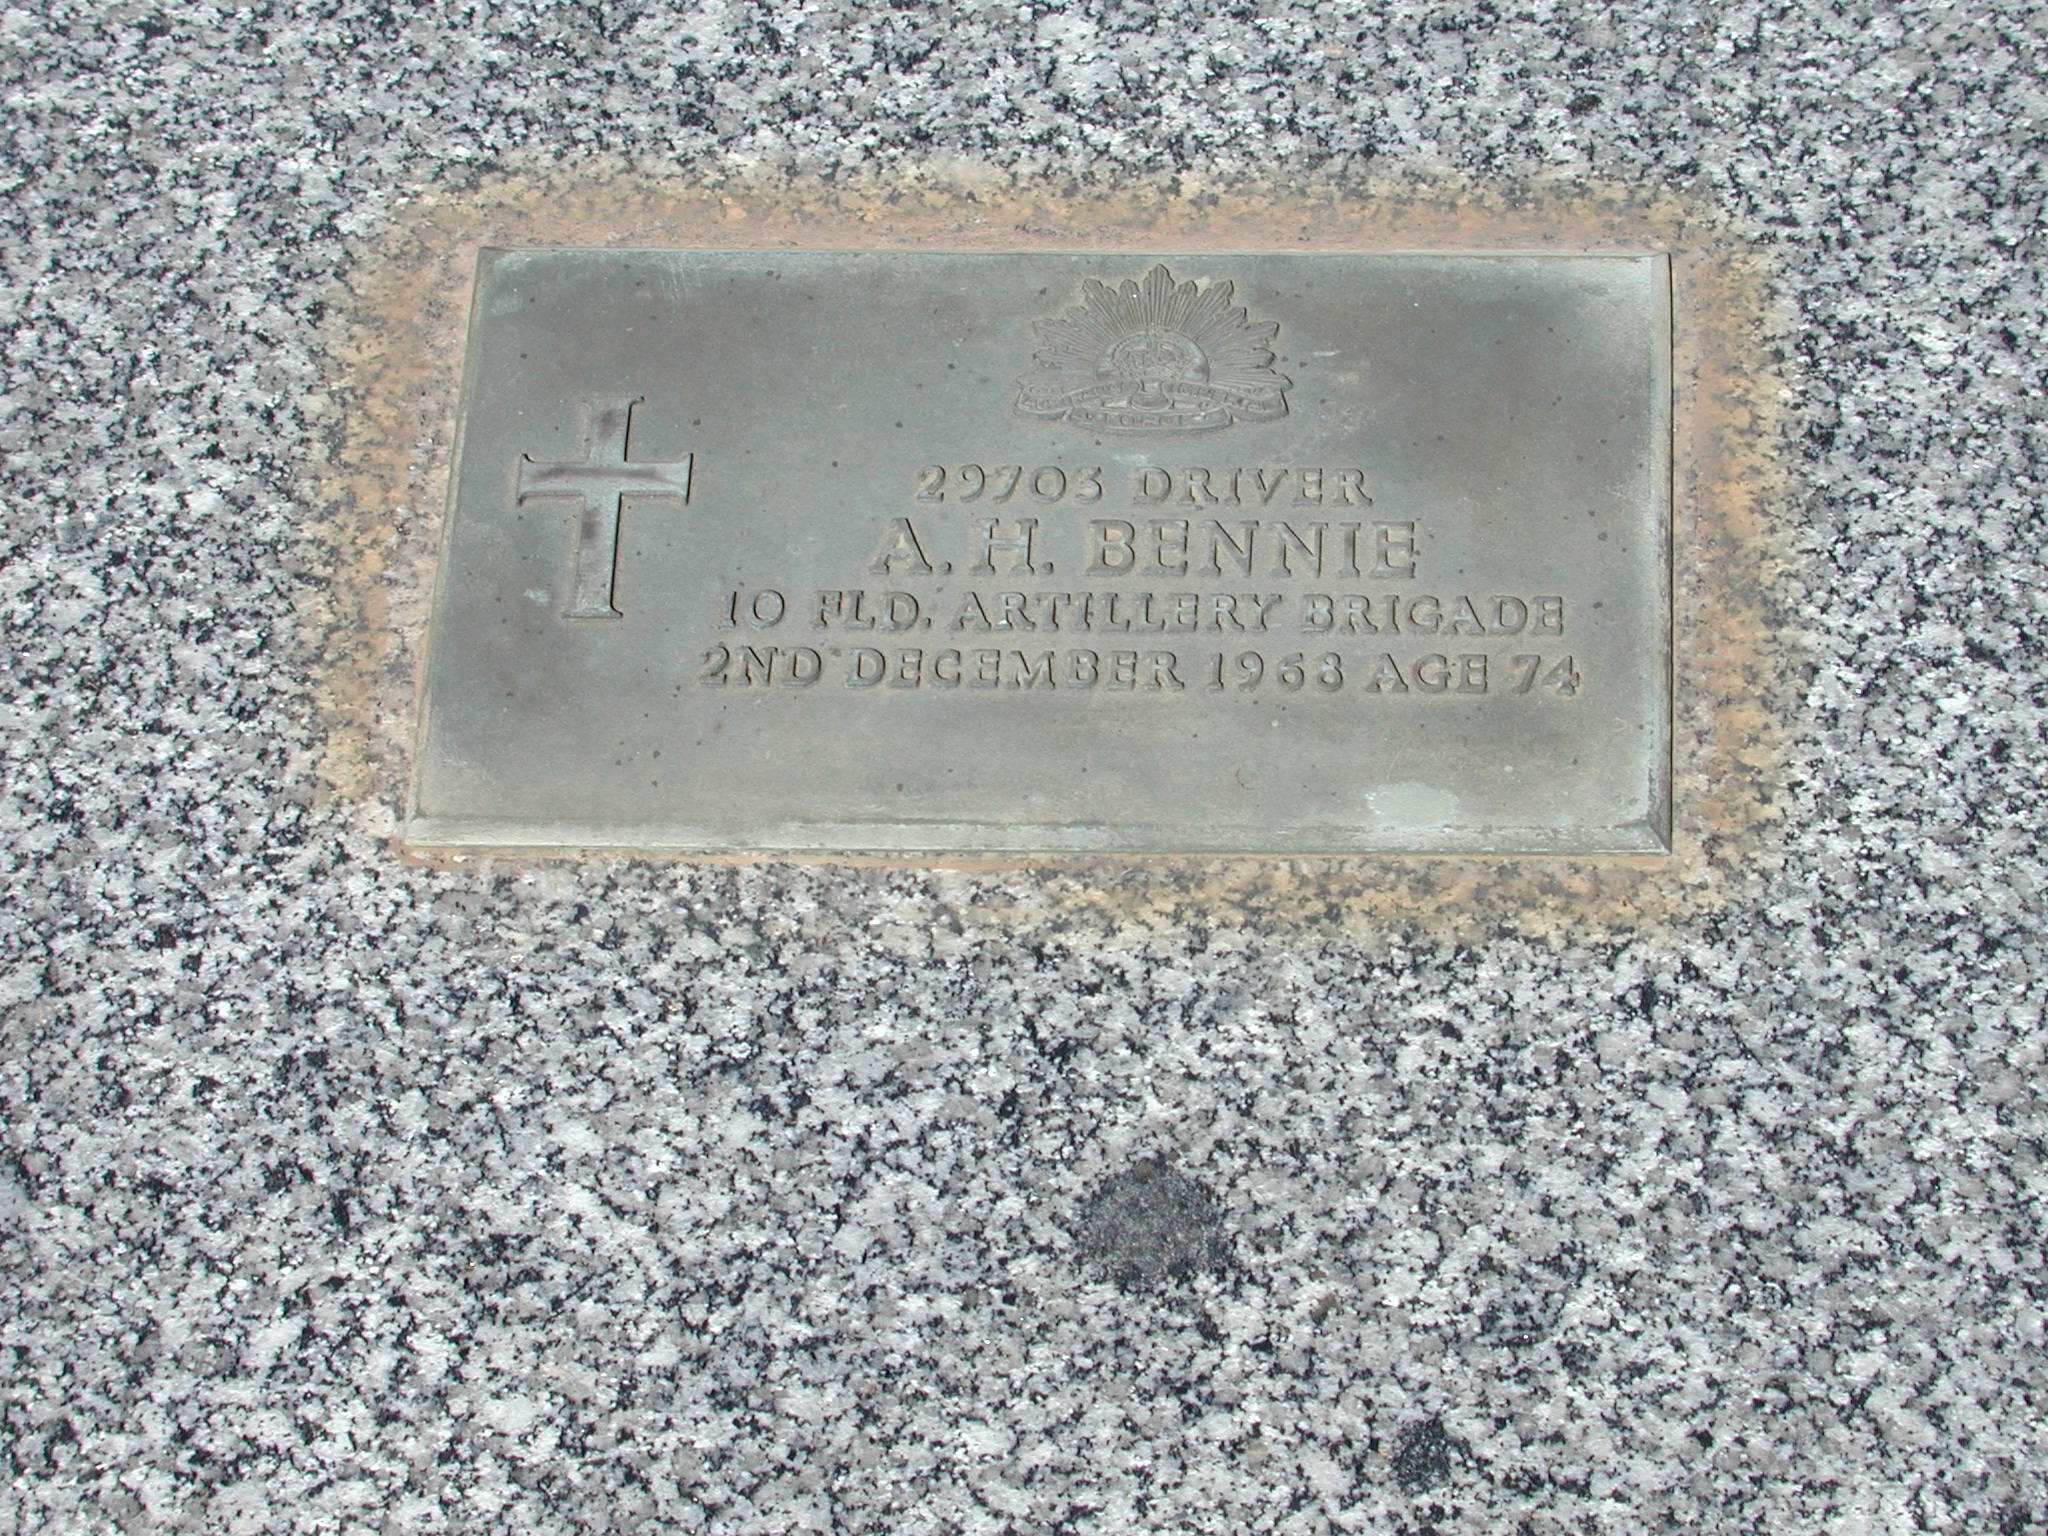 29703 DRIVER
A. H. BENNIE
10 FLD. ARTILLERY BRIGADE
2ND DECEMBER 1968 AGE 74